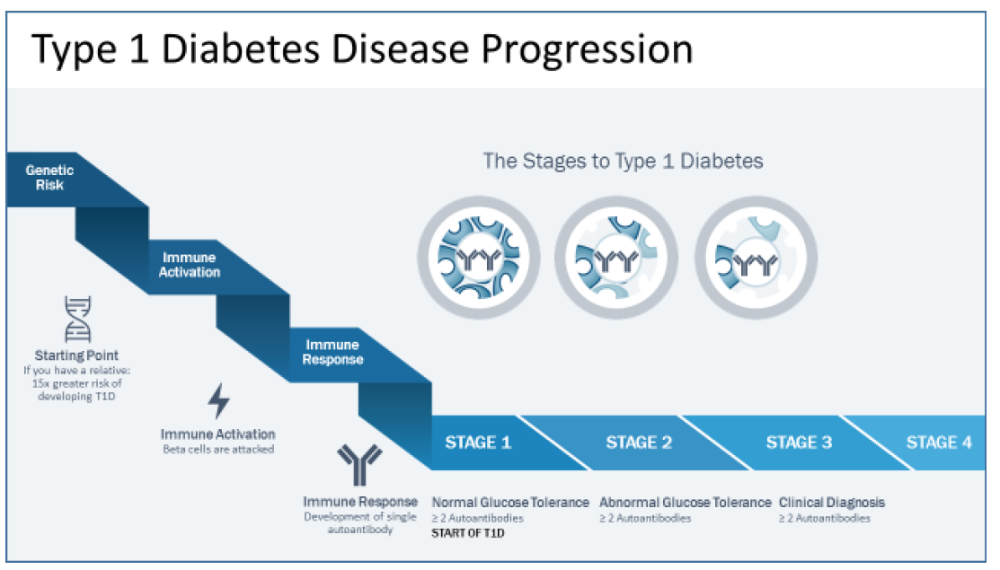 Type 1 Diabetes Disease Progression
The Stages to Type 1 Diabetes
Genetic
Risk
Immune
Activation
Immune
Response
Starting Point
If you have a relative:
15x greater risk of
developing T1D
Immune Activation
Beta cells are attacked
Immune Response
Development of single
autoantibody
STAGE 1
STAGE 2
STAGE 3
STAGE 4
Normal Glucose Tolerance
≥ 2 Autoantibodies
START OF T1D
Abnormal Glucose Tolerance
≥ 2 Autoantibodies
Clinical Diagnosis
≥ 2 Autoantibodies